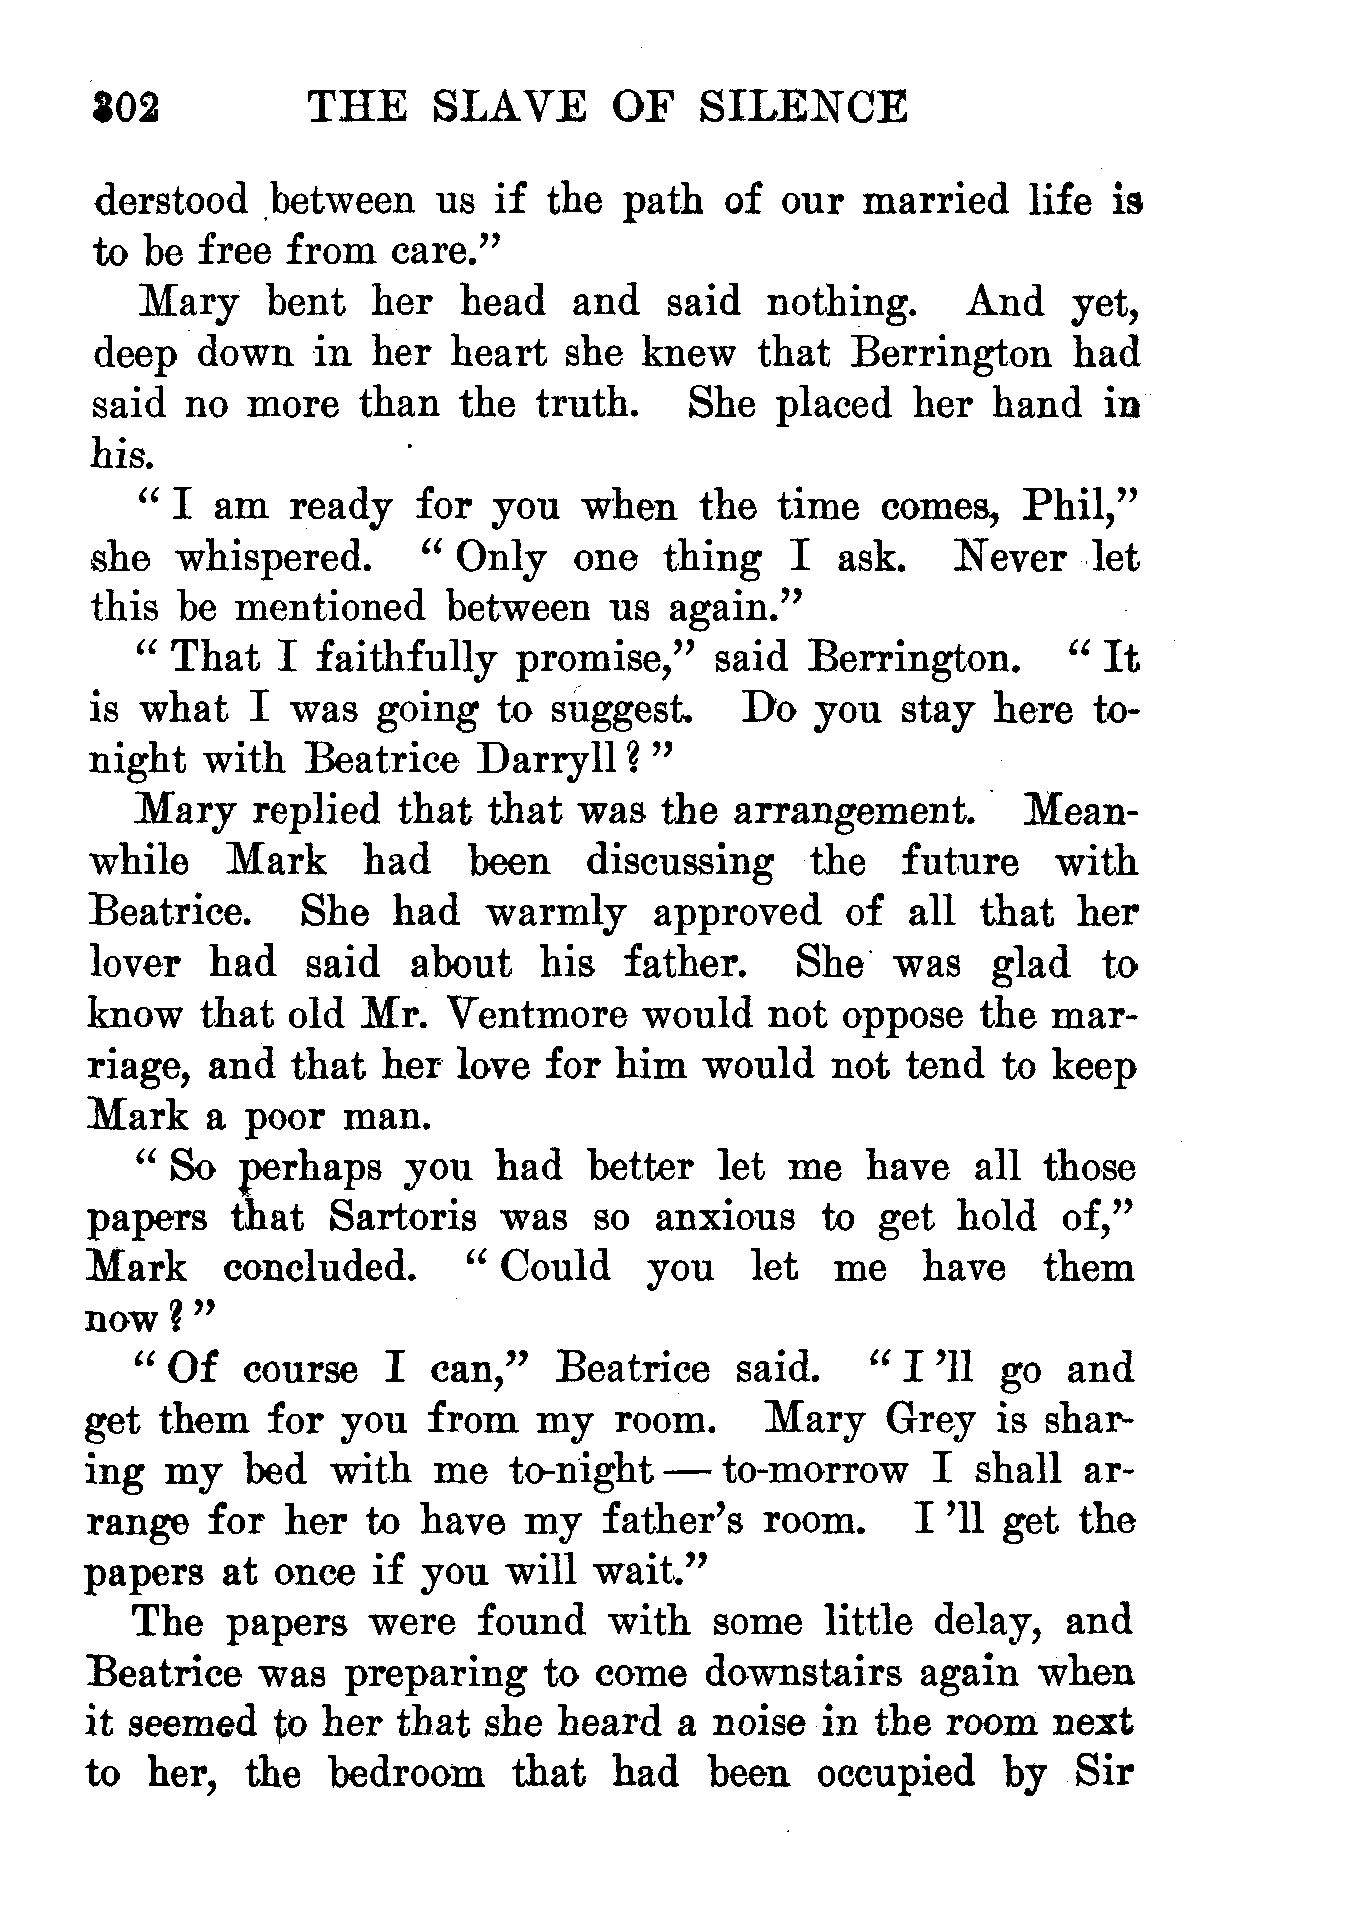 302 THE SLAVE OF SILENCE
derstood between us if the path of our married life is
to be free from care.”
Mary bent her head and said nothing. And yet,
deep down in her heart she knew that Berrington had
said no more than the truth. She placed her hand in
his.
“ I am ready for you when the time comes, Phil,”
she whispered. “ Only one thing I ask. Never let
this be mentioned between us again.”
“ That I faithfully promise,” said Berrington. “ It
is what I was going to suggest. Do you stay here to-
night with Beatrice Darryll ? ”
Mary replied that that was the arrangement. Mean-
while Mark had been discussing the future with
Beatrice. She had warmly approved of all that her
lover had said about his father. She was glad to
know that old Mr. Ventmore would not oppose the mar-
riage, and that her love for him would not tend to keep
Mark a poor man.
“ So perhaps you had better let me have all those
papers that Sartoris was so anxious to get hold of,”
Mark concluded. “ Could you let me have them
now ? ”
“ Of course I can,” Beatrice said. “ I ’ll go and
get them for you from my room. Mary Grey is shar-
ing my bed with me to-night — to-morrow I shall ar-
range for her to have my father’s room. I ’ll get the
papers at once if you will wait.”
The papers were found with some little delay, and
Beatrice was preparing to come downstairs again when
it seemed to her that she heard a noise in the room next
to her, the bedroom that had been occupied by Sir